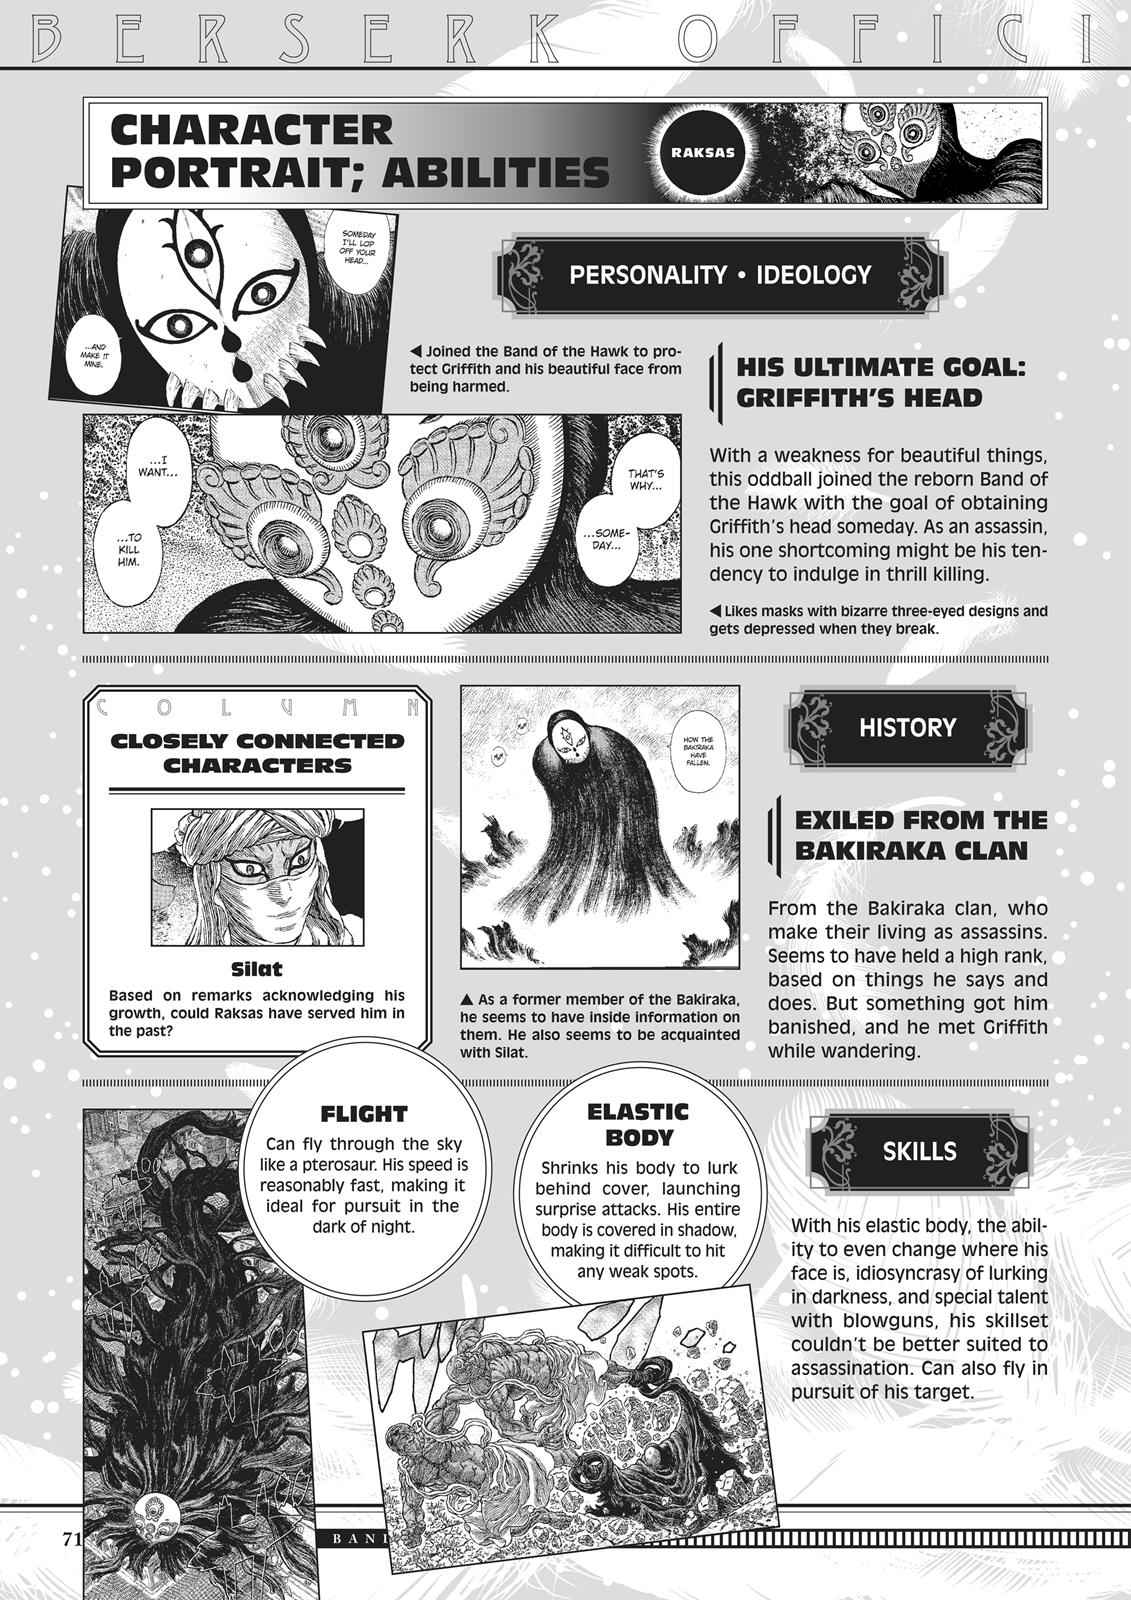 BERSERK OFFICI
CHARACTER
PORTRAIT; ABILITIES
RAKSAS
SOMEDAY
I'LL LOP
OFF YOUR
HEAD...
...AND
MAKE IT
MINE.
PERSONALITY • IDEOLOGY
◀ Joined the Band of the Hawk to pro-
tect Griffith and his beautiful face from
being harmed.
HIS ULTIMATE GOAL:
GRIFFITH'S HEAD
With a weakness for beautiful things,
this oddball joined the reborn Band of
the Hawk with the goal of obtaining
Griffith's head someday. As an assassin,
his one shortcoming might be his ten-
dency to indulge in thrill killing.
◀ Likes masks with bizarre three-eyed designs and
gets depressed when they break.
THAT'S
WHY...
...SOME-
DAY...
...I
WANT...
...TO
KILL
HIM.
COLUMN
CLOSELY CONNECTED
CHARACTERS
Silat
Based on remarks acknowledging his
growth, could Raksas have served him in
the past?
HOW THE
BAKIRAKA
HAVE
FALLEN.
▲ As a former member of the Bakiraka,
he seems to have inside information on
them. He also seems to be acquainted
with Silat.
HISTORY
EXILED FROM THE
BAKIRAKA CLAN
From the Bakiraka clan, who
make their living as assassins.
Seems to have held a high rank,
based on things he says and
does. But something got him
banished, and he met Griffith
while wandering.
FLIGHT
Can fly through the sky
like a pterosaur. His speed is
reasonably fast, making it
ideal for pursuit in the
dark of night.
ELASTIC
BODY
Shrinks his body to lurk
behind cover, launching
surprise attacks. His entire
body is covered in shadow,
making it difficult to hit
any weak spots.
SKILLS
With his elastic body, the abil-
ity to even change where his
face is, idiosyncrasy of lurking
in darkness, and special talent
with blowguns, his skillset
couldn't be better suited to
assassination. Can also fly in
pursuit of his target.
71
BAND